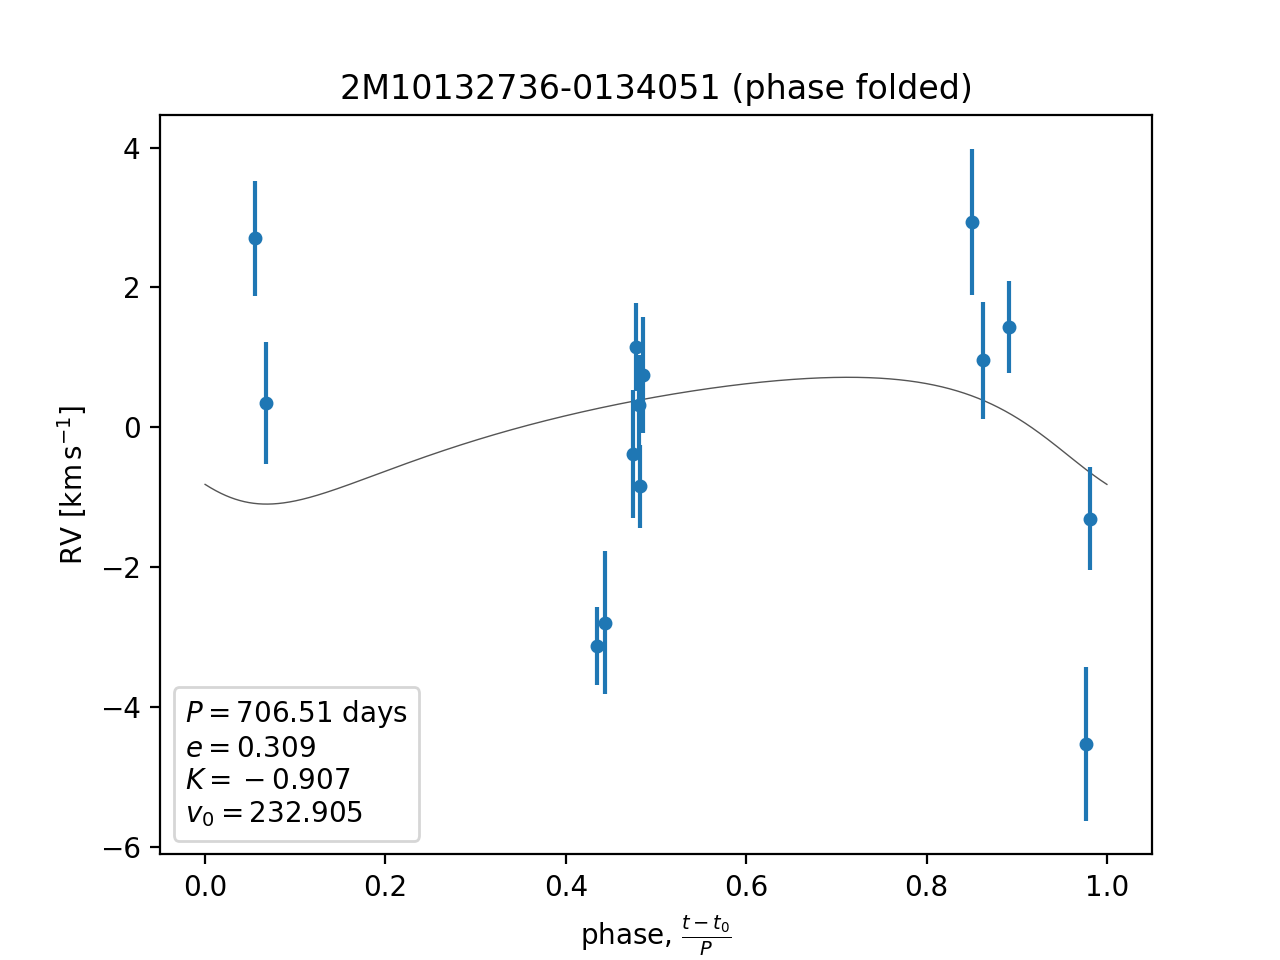 2M10132736-0134051 (phase folded)
4
2
0
−2
−4
−6
RV [km s⁻¹]
P = 706.51 days
e = 0.309
K = −0.907
v₀ = 232.905
0.0 0.2 0.4 0.6 0.8 1.0
phase, (t − t₀)/P